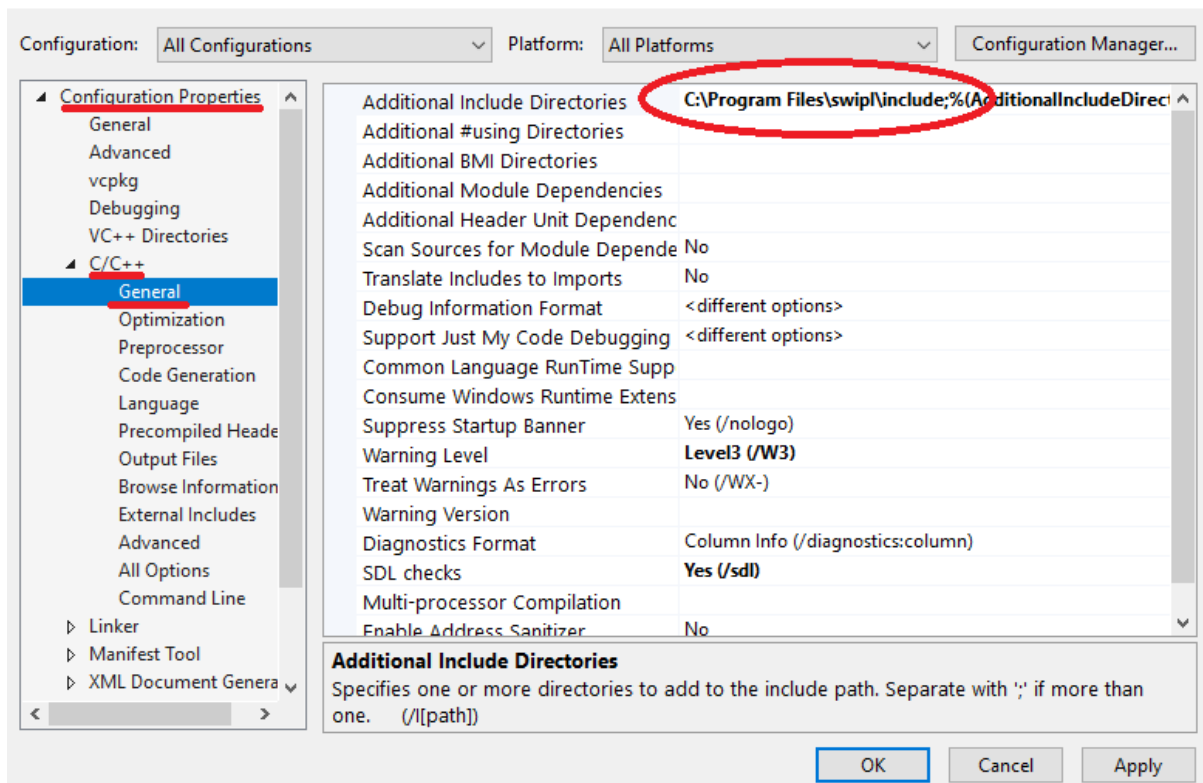 Configuration: All Configurations Platform: All Platforms Configuration Manager...
Configuration Properties
General
Advanced
vcpkg
Debugging
VC++ Directories
C/C++
General
Optimization
Preprocessor
Code Generation
Language
Precompiled Heade
Output Files
Browse Information
External Includes
Advanced
All Options
Command Line
Linker
Manifest Tool
XML Document Genera
Additional Include Directories C:\Program Files\swipl\include;%(AdditionalIncludeDirect
Additional #using Directories
Additional BMI Directories
Additional Module Dependencies
Additional Header Unit Dependenc
Scan Sources for Module Depende No
Translate Includes to Imports No
Debug Information Format <different options>
Support Just My Code Debugging <different options>
Common Language RunTime Supp
Consume Windows Runtime Extens
Suppress Startup Banner Yes (/nologo)
Warning Level Level3 (/W3)
Treat Warnings As Errors No (/WX-)
Warning Version
Diagnostics Format Column Info (/diagnostics:column)
SDL checks Yes (/sdl)
Multi-processor Compilation
Enable Address Sanitizer No
Additional Include Directories
Specifies one or more directories to add to the include path. Separate with ';' if more than
one. (/I[path])
OK Cancel Apply